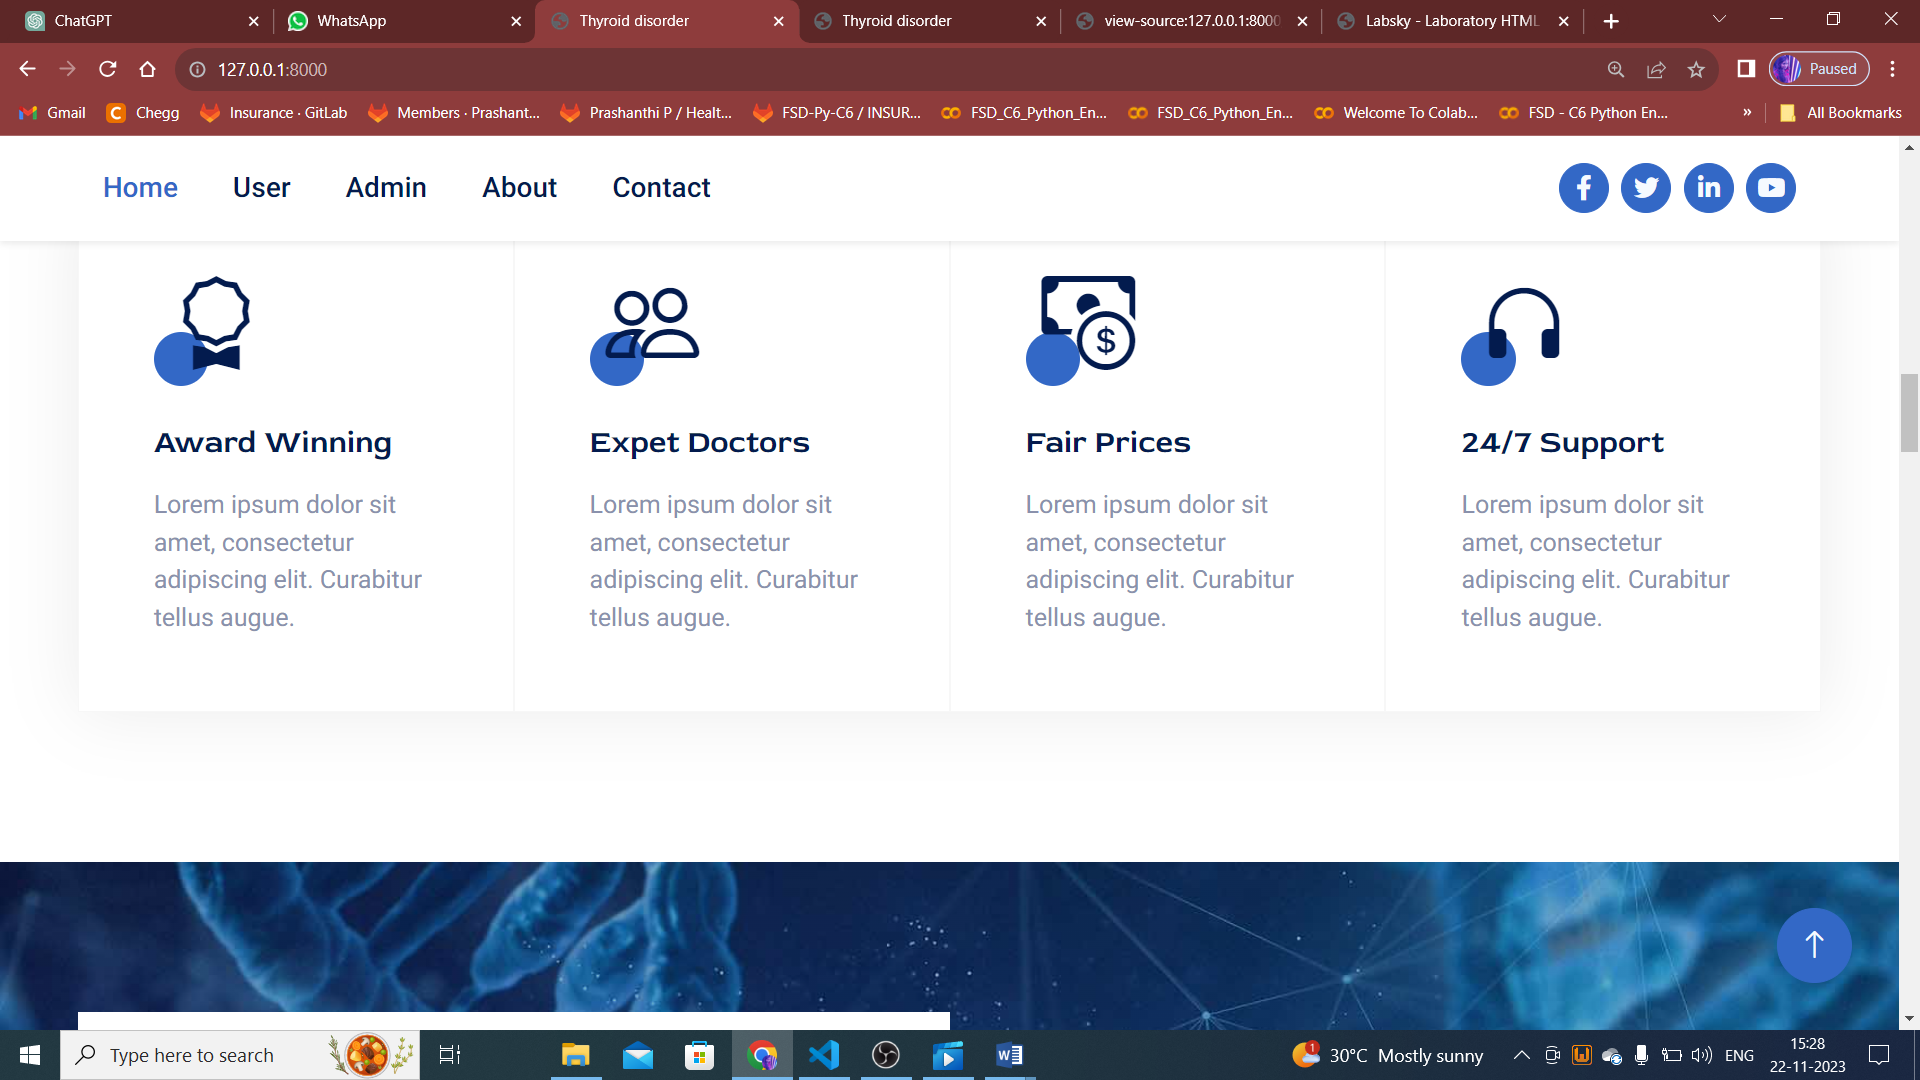 ChatGPT
WhatsApp
Thyroid disorder
Thyroid disorder
view-source:127.0.0.1:8000
Labsky - Laboratory HTML
127.0.0.1:8000
Paused
Gmail
Chegg
Insurance · GitLab
Members · Prashant...
Prashanthi P / Healt...
FSD-Py-C6 / INSUR...
FSD_C6_Python_En...
FSD_C6_Python_En...
Welcome To Colab...
FSD - C6 Python En...
»
All Bookmarks
Home
User
Admin
About
Contact
Award Winning
Lorem ipsum dolor sit
amet, consectetur
adipiscing elit. Curabitur
tellus augue.
Expet Doctors
Lorem ipsum dolor sit
amet, consectetur
adipiscing elit. Curabitur
tellus augue.
Fair Prices
Lorem ipsum dolor sit
amet, consectetur
adipiscing elit. Curabitur
tellus augue.
24/7 Support
Lorem ipsum dolor sit
amet, consectetur
adipiscing elit. Curabitur
tellus augue.
Type here to search
1
30°C Mostly sunny
ENG
15:28
22-11-2023